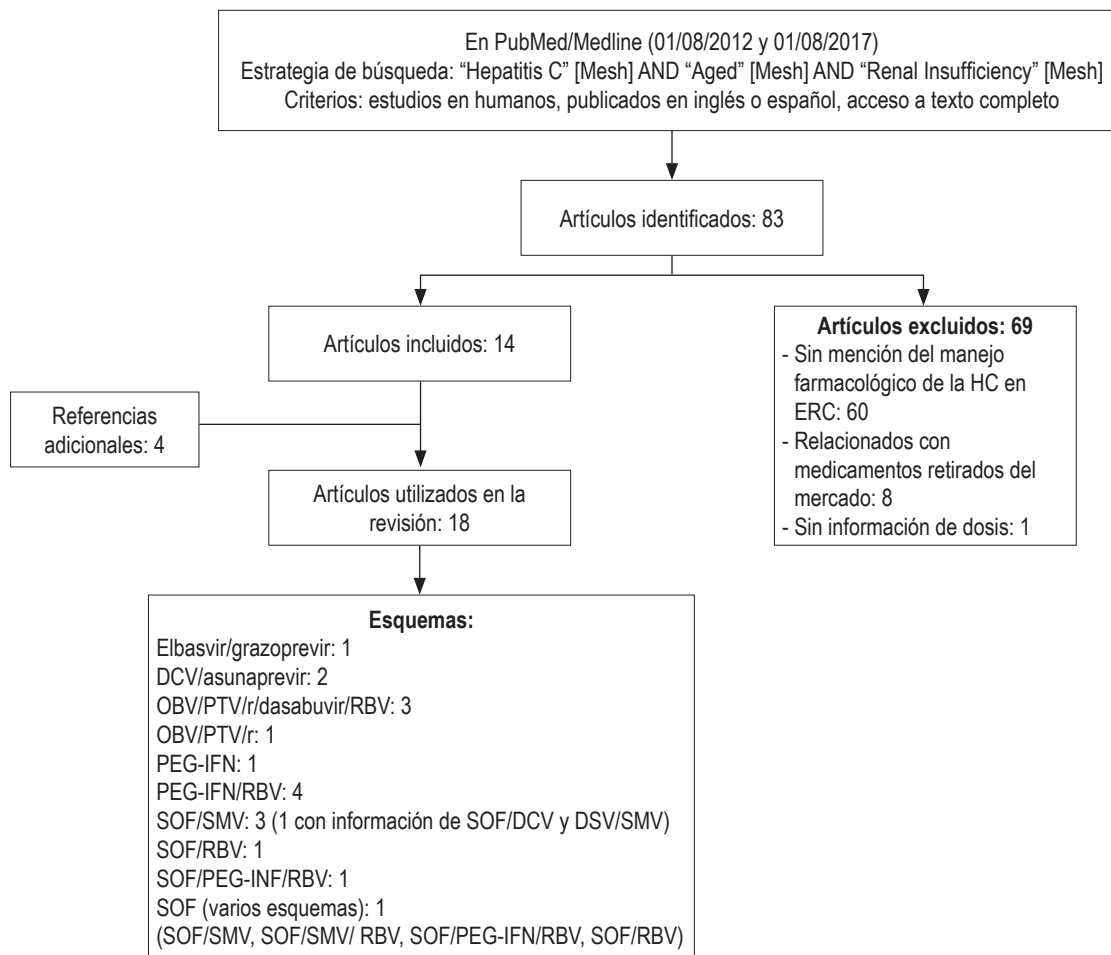 En PubMed/Medline (01/08/2012 y 01/08/2017)
Estrategia de búsqueda: “Hepatitis C” [Mesh] AND “Aged” [Mesh] AND “Renal Insufficiency” [Mesh]
Criterios: estudios en humanos, publicados en inglés o español, acceso a texto completo
Artículos identificados: 83
Artículos incluidos: 14
Artículos excluidos: 69
- Sin mención del manejo
farmacológico de la HC en
ERC: 60
- Relacionados con
medicamentos retirados del
mercado: 8
- Sin información de dosis: 1
Referencias
adicionales: 4
Artículos utilizados en la
revisión: 18
Esquemas:
Elbasvir/grazoprevir: 1
DCV/asunaprevir: 2
OBV/PTV/r/dasabuvir/RBV: 3
OBV/PTV/r: 1
PEG-IFN: 1
PEG-IFN/RBV: 4
SOF/SMV: 3 (1 con información de SOF/DCV y DSV/SMV)
SOF/RBV: 1
SOF/PEG-INF/RBV: 1
SOF (varios esquemas): 1
(SOF/SMV, SOF/SMV/ RBV, SOF/PEG-IFN/RBV, SOF/RBV)